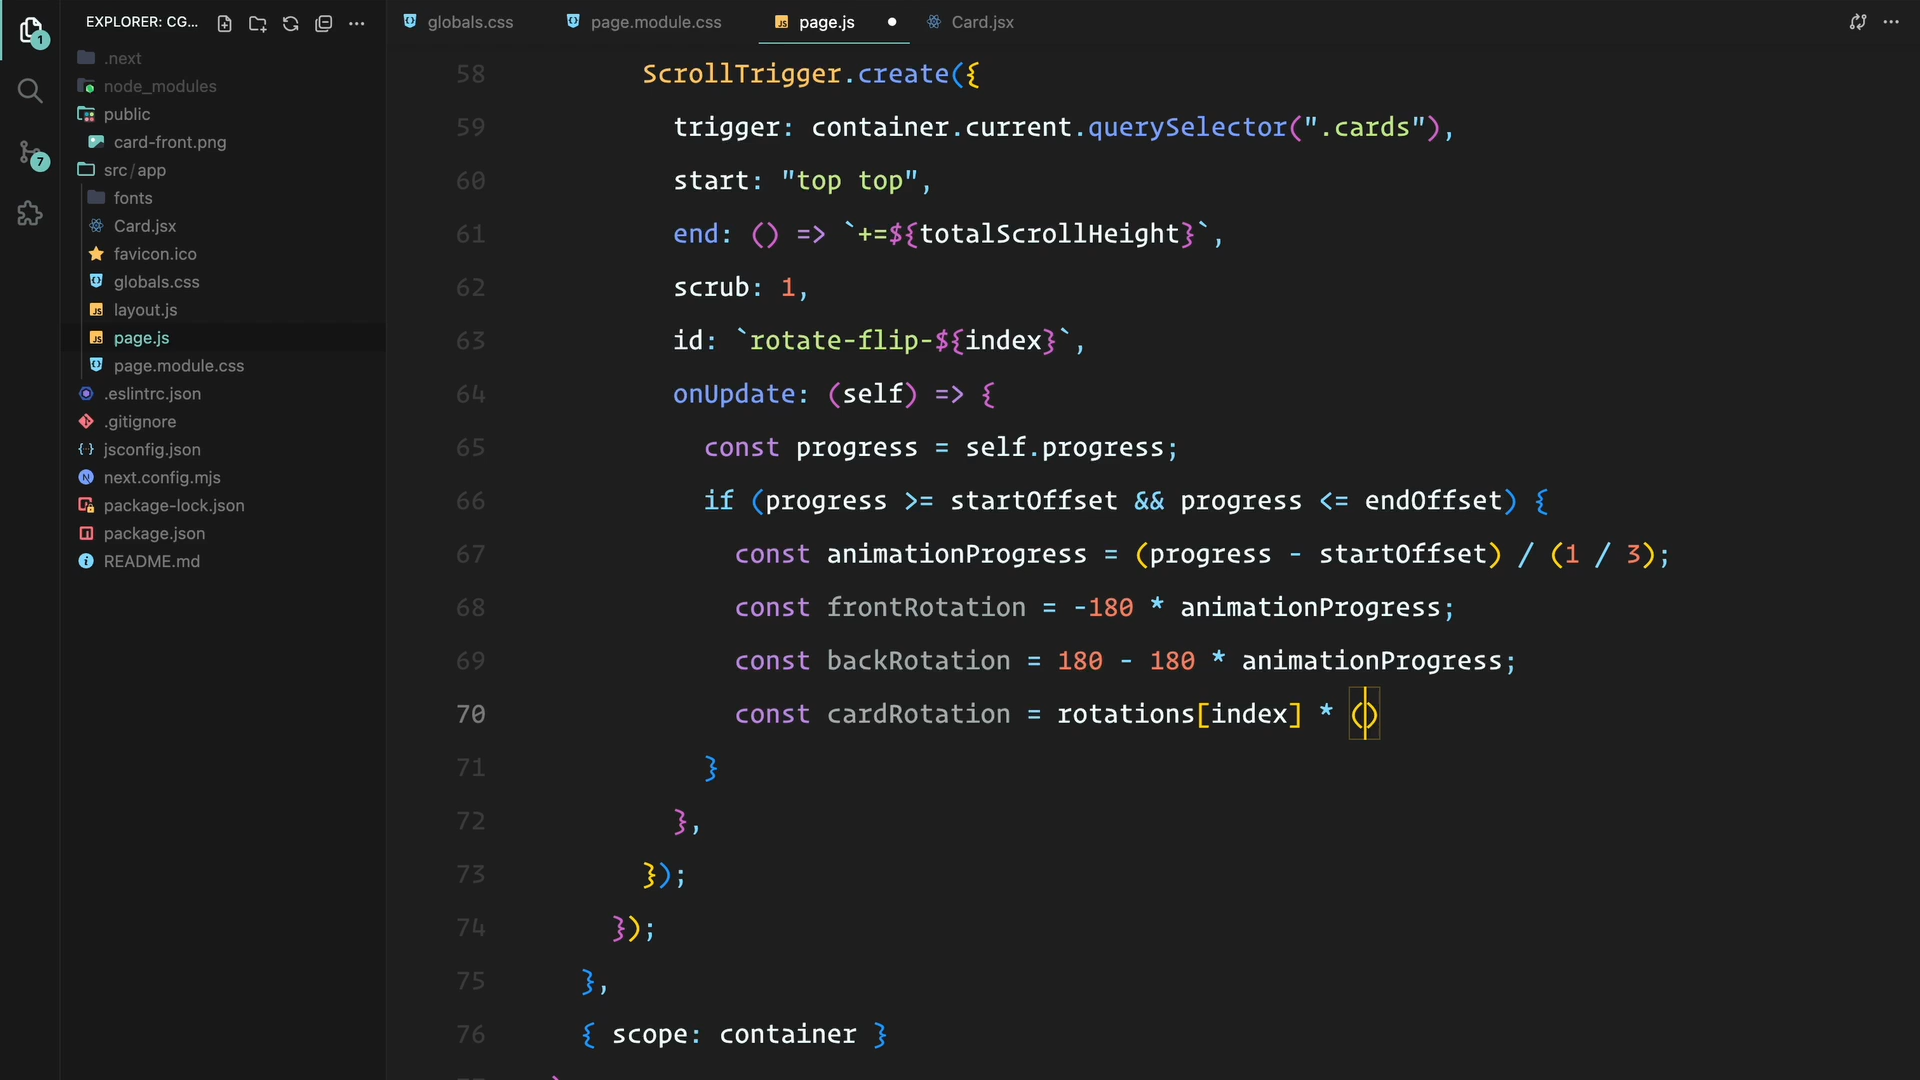 EXPLORER: CG...
globals.css
page.module.css
page.js
Card.jsx
1
7
.next
node_modules
public
card-front.png
src/app
fonts
Card.jsx
favicon.ico
globals.css
layout.js
page.js
page.module.css
.eslintrc.json
.gitignore
jsconfig.json
next.config.mjs
package-lock.json
package.json
README.md
58 ScrollTrigger.create({
59 trigger: container.current.querySelector(".cards"),
60 start: "top top",
61 end: () => `+=${totalScrollHeight}`,
62 scrub: 1,
63 id: `rotate-flip-${index}`,
64 onUpdate: (self) => {
65 const progress = self.progress;
66 if (progress >= startOffset && progress <= endOffset) {
67 const animationProgress = (progress - startOffset) / (1 / 3);
68 const frontRotation = -180 * animationProgress;
69 const backRotation = 180 - 180 * animationProgress;
70 const cardRotation = rotations[index] * ()
71 }
72 },
73 });
74 });
75 },
76 { scope: container }